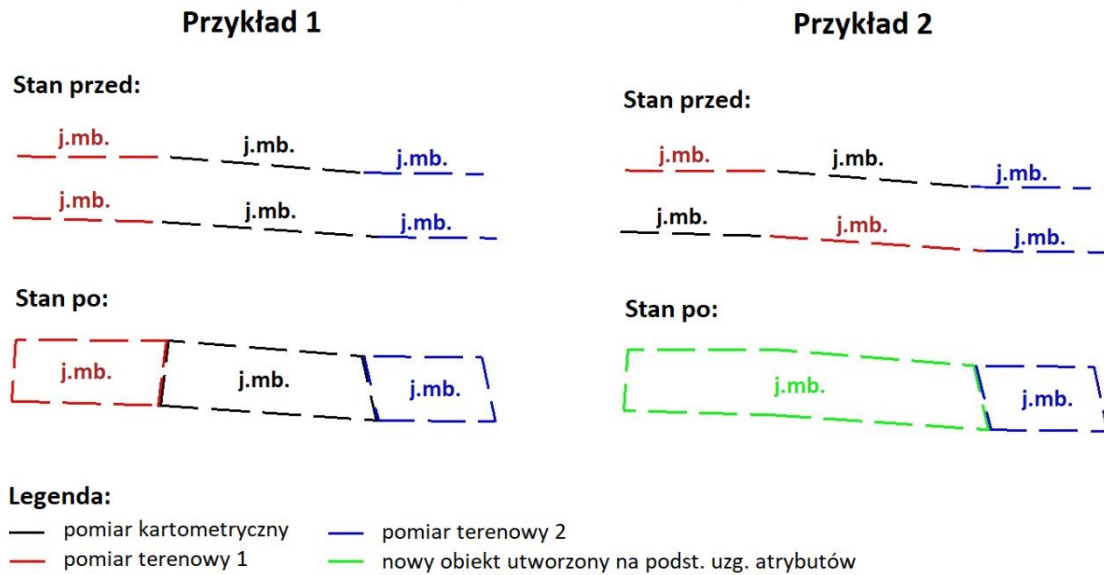 Przykład 1
Stan przed:
j.mb. j.mb. j.mb.
j.mb. j.mb. j.mb.
Stan po:
j.mb. j.mb. j.mb.
Przykład 2
Stan przed:
j.mb. j.mb. j.mb.
j.mb. j.mb. j.mb.
Stan po:
j.mb. j.mb.
Legenda:
pomiar kartometryczny
pomiar terenowy 1
pomiar terenowy 2
nowy obiekt utworzony na podst. uzg. atrybutów